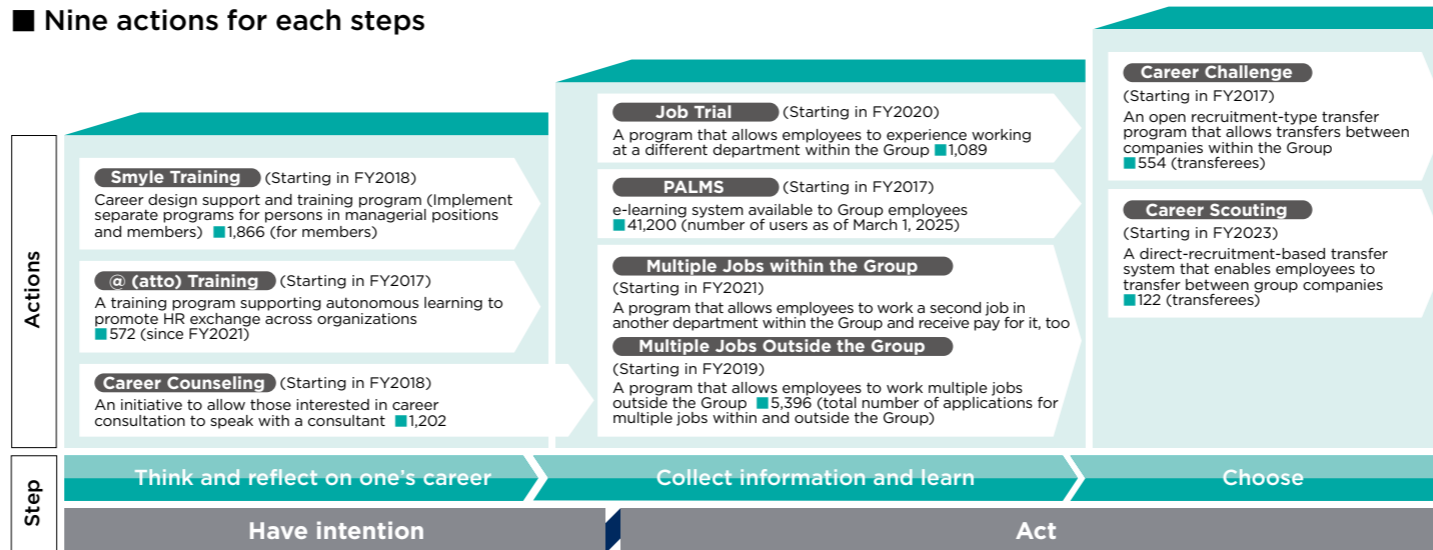 ■ Nine actions for each steps
Actions
Smyle Training (Starting in FY2018)
Career design support and training program (Implement
separate programs for persons in managerial positions
and members) ■1,866 (for members)
@ (atto) Training (Starting in FY2017)
A training program supporting autonomous learning to
promote HR exchange across organizations
■572 (since FY2021)
Career Counseling (Starting in FY2018)
An initiative to allow those interested in career
consultation to speak with a consultant ■1,202
Job Trial (Starting in FY2020)
A program that allows employees to experience working
at a different department within the Group ■1,089
PALMS (Starting in FY2017)
e-learning system available to Group employees
■41,200 (number of users as of March 1, 2025)
Multiple Jobs within the Group
(Starting in FY2021)
A program that allows employees to work a second job in
another department within the Group and receive pay for it, too
Multiple Jobs Outside the Group
(Starting in FY2019)
A program that allows employees to work multiple jobs
outside the Group ■5,396 (total number of applications for
multiple jobs within and outside the Group)
Career Challenge
(Starting in FY2017)
An open recruitment-type transfer
program that allows transfers between
companies within the Group
■554 (transferees)
Career Scouting
(Starting in FY2023)
A direct-recruitment-based transfer
system that enables employees to
transfer between group companies
■122 (transferees)
Step
Think and reflect on one's career
Collect information and learn
Choose
Have intention
Act